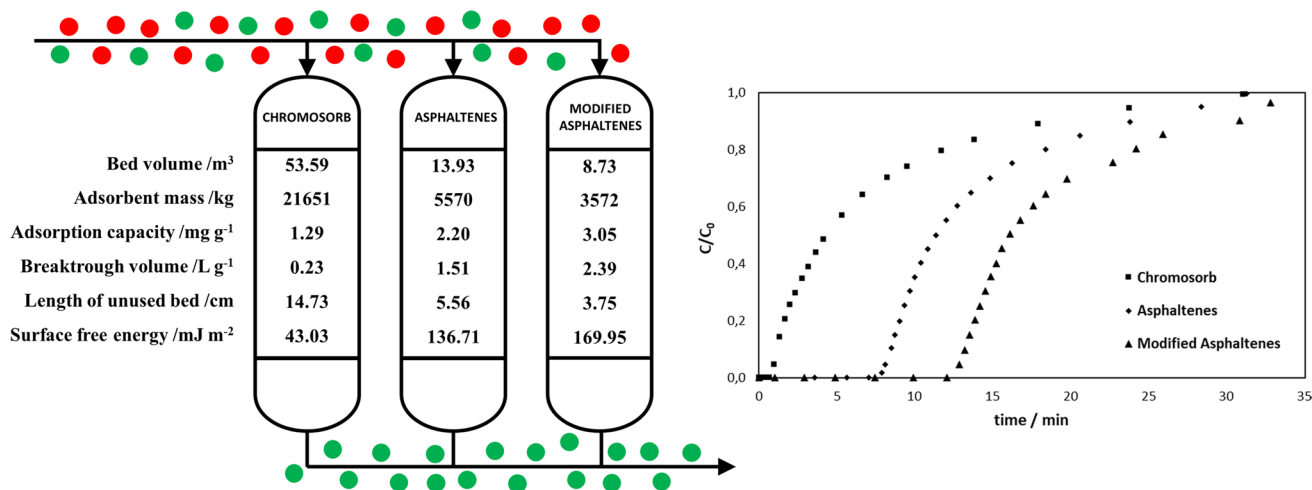 CHROMOSORB
ASPHALTENES
MODIFIED
ASPHALTENES
Bed volume /m³ 53.59 13.93 8.73
Adsorbent mass /kg 21651 5570 3572
Adsorption capacity /mg g⁻¹ 1.29 2.20 3.05
Breaktrough volume /L g⁻¹ 0.23 1.51 2.39
Length of unused bed /cm 14.73 5.56 3.75
Surface free energy /mJ m⁻² 43.03 136.71 169.95
C/C₀
1,0
0,8
0,6
0,4
0,2
0,0
Chromosorb
Asphaltenes
Modified Asphaltenes
0 5 10 15 20 25 30 35
time / min